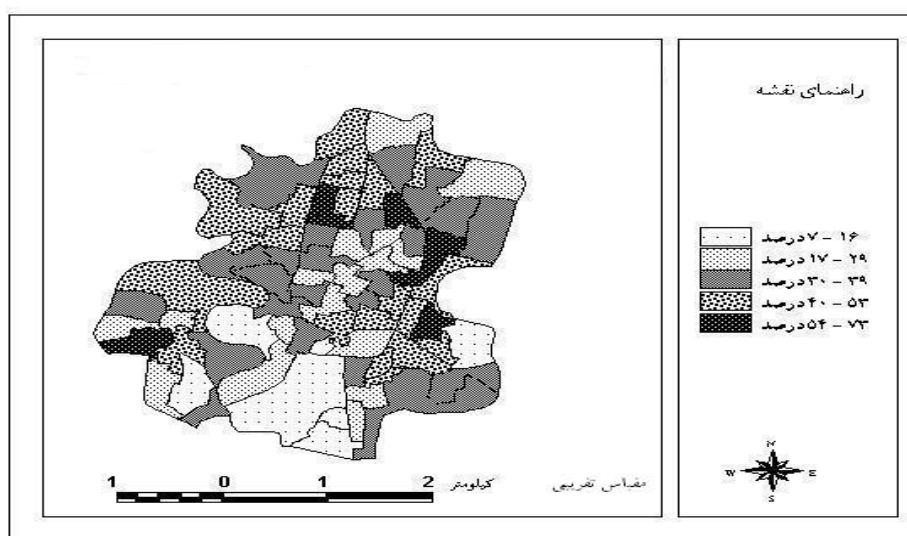 راهنمای نقشه
۷ - ۱۶ درصد
۱۷ - ۲۹ درصد
۳۰ - ۳۹ درصد
۴۰ - ۵۳ درصد
۵۴ - ۷۳ درصد
N
W E
S
1 0 1 2 کیلومتر مقیاس تقریبی